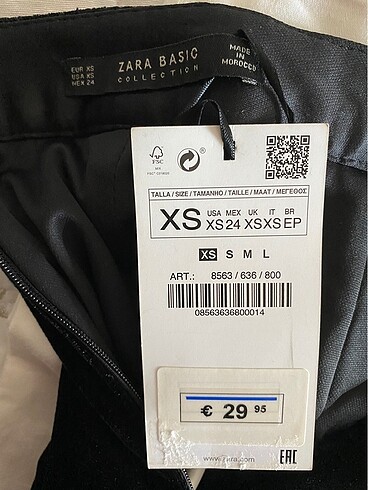 EUR XS
USA XS
MEX 24
ZARA BASIC
COLLECTION
MADE
IN
MOROCCO
FSC
TALLA / SIZE / TAMANHO / TAILLE / MAAT / ΜΕΓΕΘΟΣ
XS
USA MEX UK IT BR
XS 24 XS XS EP
XS S M L
ART.: 8563 / 636 / 800
08563636800014
€ 29 95
www.zara.com
EAC